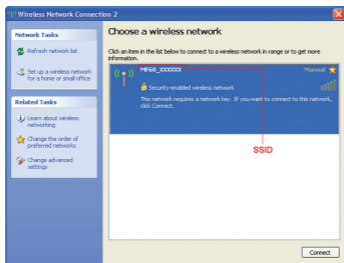 Wireless Network Connection 2
Network Tasks
Refresh network list
Set up a wireless network
for a home or small office
Related Tasks
Learn about wireless
networking
Change the order of
preferred networks
Change advanced
settings
Choose a wireless network
Click an item in the list below to connect to a wireless network in range or to get more
information.
MF60_XXXXXX
Manual
Security-enabled wireless network
This network requires a network key. If you want to connect to this network,
click Connect.
SSID
Connect